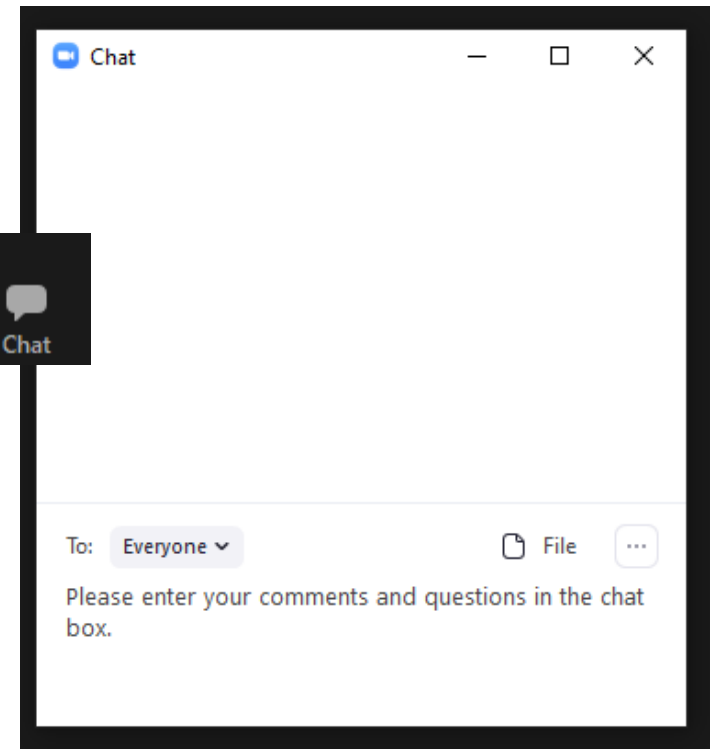 Chat
Chat
To: Everyone File ...
Please enter your comments and questions in the chat
box.